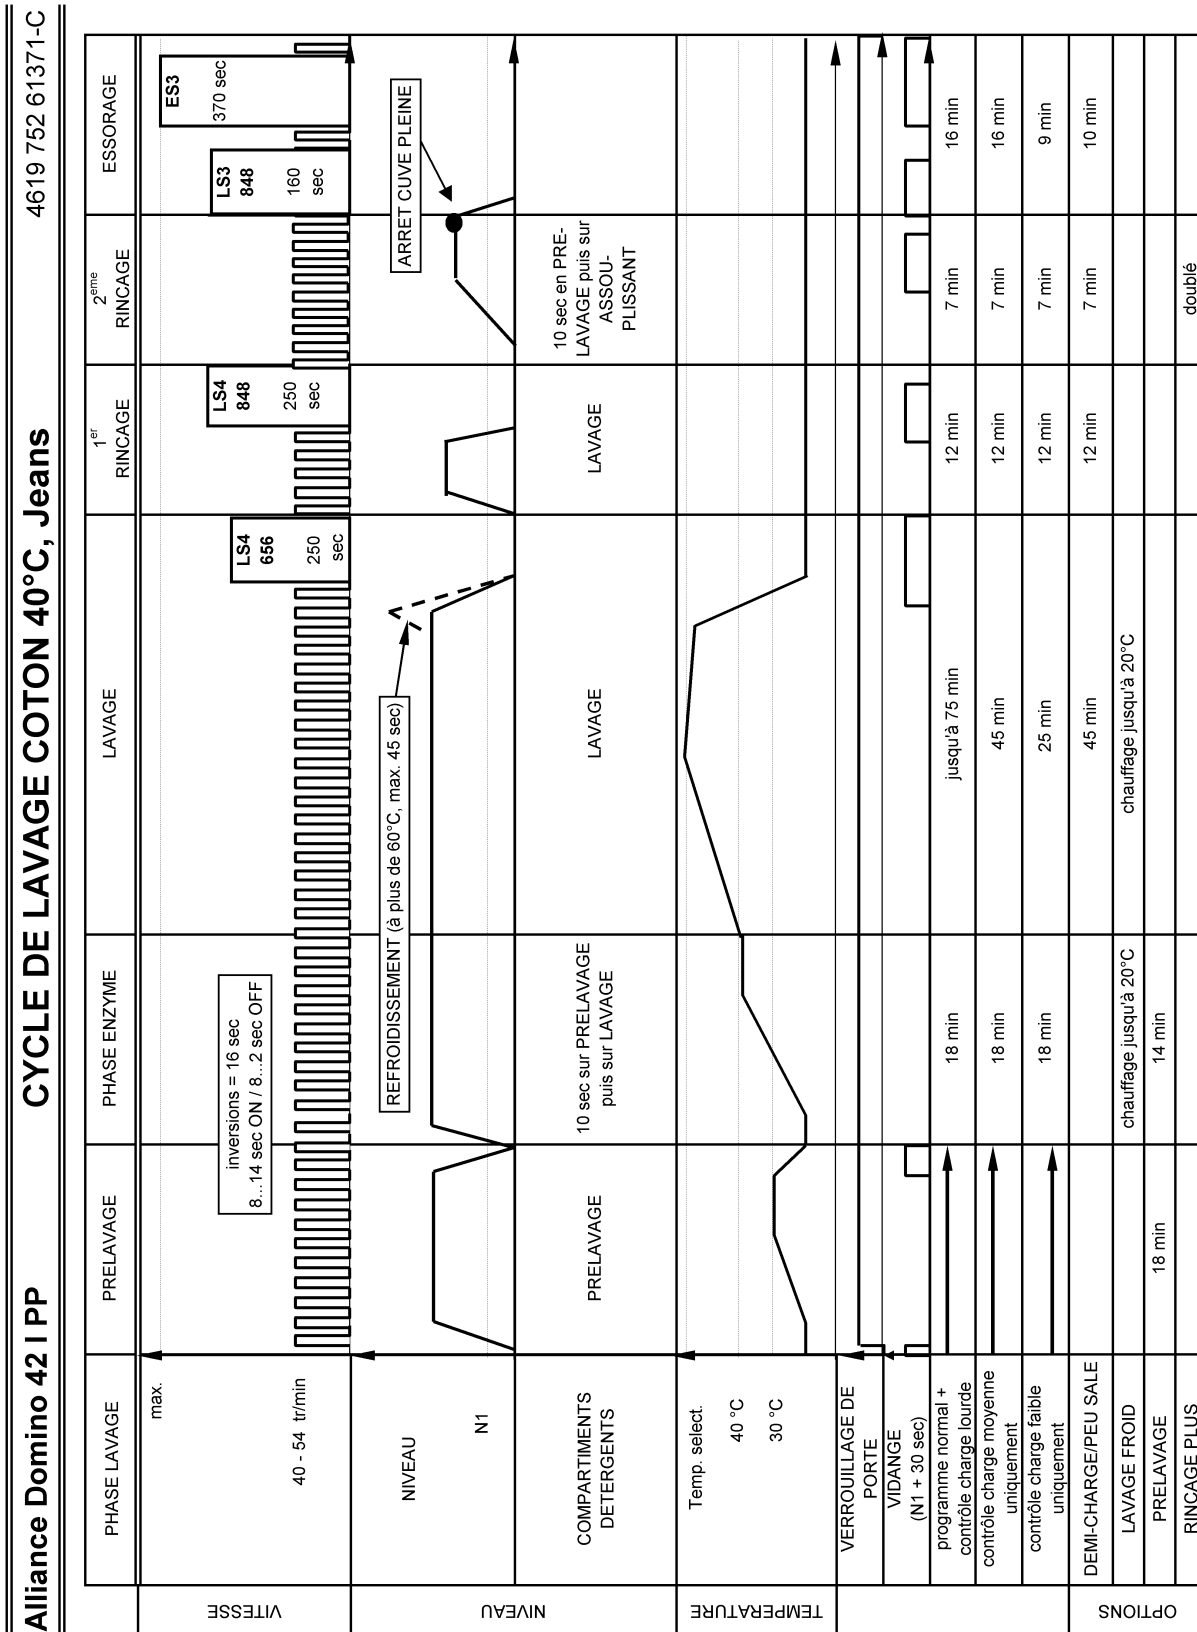 Alliance Domino 42 l PP CYCLE DE LAVAGE COTON 40°C, Jeans 4619 752 61371-C
PHASE LAVAGE
PRELAVAGE
PHASE ENZYME
LAVAGE
1er
RINCAGE
2eme
RINCAGE
ESSORAGE
VITESSE
max.
40 - 54 tr/min
inversions = 16 sec
8...14 sec ON / 8...2 sec OFF
LS4
656
250
sec
LS4
848
250
sec
LS3
848
160
sec
ES3
370 sec
NIVEAU
NIVEAU
N1
REFROIDISSEMENT (à plus de 60°C, max. 45 sec)
ARRET CUVE PLEINE
COMPARTIMENTS
DETERGENTS
PRELAVAGE
10 sec sur PRELAVAGE
puis sur LAVAGE
LAVAGE
LAVAGE
10 sec en PRE-
LAVAGE puis sur
ASSOU-
PLISSANT
TEMPERATURE
Temp. select.
40 °C
30 °C
VERROUILLAGE DE
PORTE
VIDANGE
(N1 + 30 sec)
programme normal +
contrôle charge lourde
18 min
jusqu'à 75 min
12 min
7 min
16 min
contrôle charge moyenne
uniquement
18 min
45 min
12 min
7 min
16 min
contrôle charge faible
uniquement
18 min
25 min
12 min
7 min
9 min
OPTIONS
DEMI-CHARGE/PEU SALE
45 min
12 min
7 min
10 min
LAVAGE FROID
chauffage jusqu'à 20°C
chauffage jusqu'à 20°C
PRELAVAGE
18 min
14 min
RINCAGE PLUS
doublé